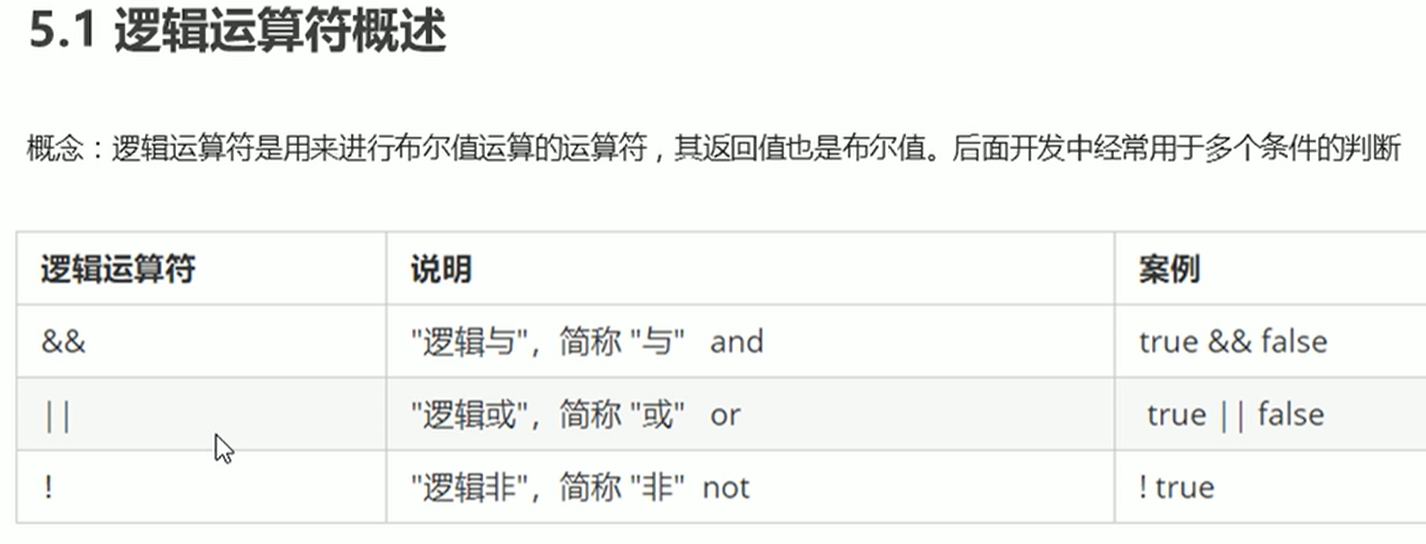 5.1 逻辑运算符概述
概念：逻辑运算符是用来进行布尔值运算的运算符，其返回值也是布尔值。后面开发中经常用于多个条件的判断
逻辑运算符 说明 案例
&& "逻辑与"，简称 "与" and true && false
|| "逻辑或"，简称 "或" or true || false
! "逻辑非"，简称 "非" not ! true